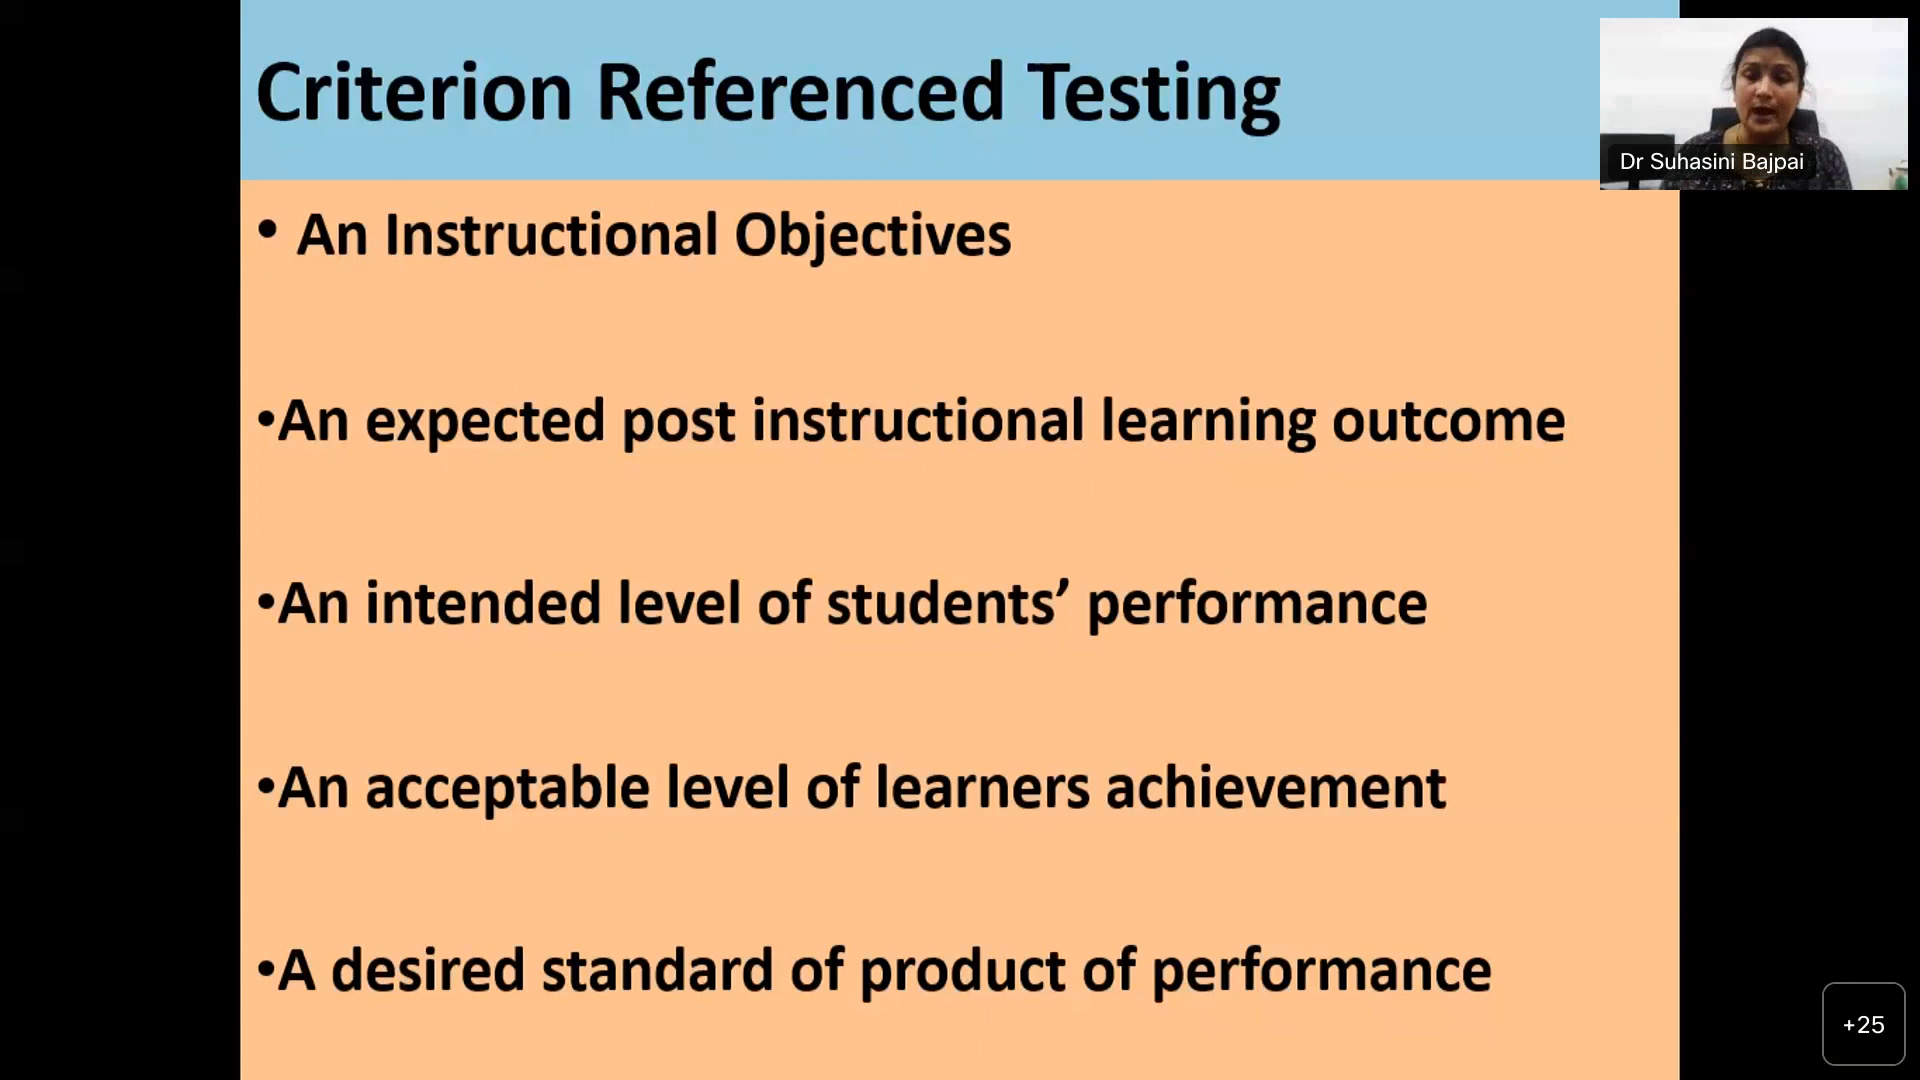 Criterion Referenced Testing
Dr Suhasini Bajpai
• An Instructional Objectives
•An expected post instructional learning outcome
•An intended level of students’ performance
•An acceptable level of learners achievement
•A desired standard of product of performance
+25